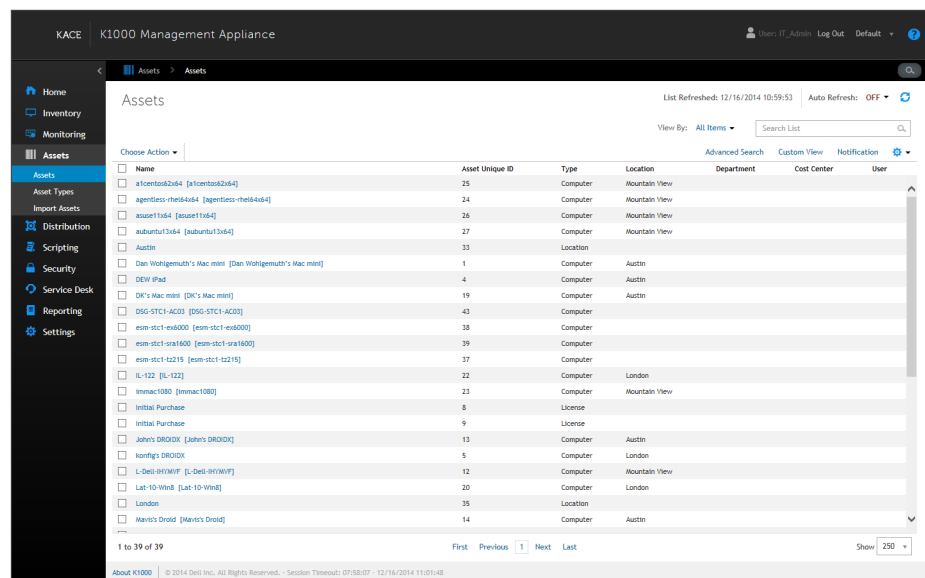 KACE K1000 Management Appliance User: IT_Admin Log Out Default ?
Assets > Assets
Home
Inventory
Monitoring
Assets
Assets
Asset Types
Import Assets
Distribution
Scripting
Security
Service Desk
Reporting
Settings
Assets List Refreshed: 12/16/2014 10:59:53 Auto Refresh: OFF
View By: All Items Search List
Choose Action Advanced Search Custom View Notification
Name Asset Unique ID Type Location Department Cost Center User
a1centos62x64 [a1centos62x64] 25 Computer Mountain View
agentless-rhel64x64 [agentless-rhel64x64] 24 Computer Mountain View
asuse11x64 [asuse11x64] 26 Computer Mountain View
aubuntu13x64 [aubuntu13x64] 27 Computer Mountain View
Austin 33 Location
Dan Wohlgemuth's Mac mini [Dan Wohlgemuth's Mac mini] 1 Computer Austin
DEW iPad 4 Computer Austin
DK's Mac mini [DK's Mac mini] 19 Computer Austin
DSG-STC1-AC03 [DSG-STC1-AC03] 43 Computer
esm-stc1-ex6000 [esm-stc1-ex6000] 38 Computer
esm-stc1-sra1600 [esm-stc1-sra1600] 39 Computer
esm-stc1-tz215 [esm-stc1-tz215] 37 Computer
IL-122 [IL-122] 22 Computer London
immac1080 [immac1080] 23 Computer Mountain View
Initial Purchase 8 License
Initial Purchase 9 License
John's DROIDX [John's DROIDX] 13 Computer Austin
konfig's DROIDX 5 Computer London
L-Dell-IHYMVF [L-Dell-IHYMVF] 12 Computer Mountain View
Lat-10-Win8 [Lat-10-Win8] 20 Computer London
London 35 Location
Mavis's Droid [Mavis's Droid] 14 Computer Austin
1 to 39 of 39 First Previous 1 Next Last Show 250
About K1000 © 2014 Dell Inc. All Rights Reserved. - Session Timeout: 07:58:07 - 12/16/2014 11:01:48